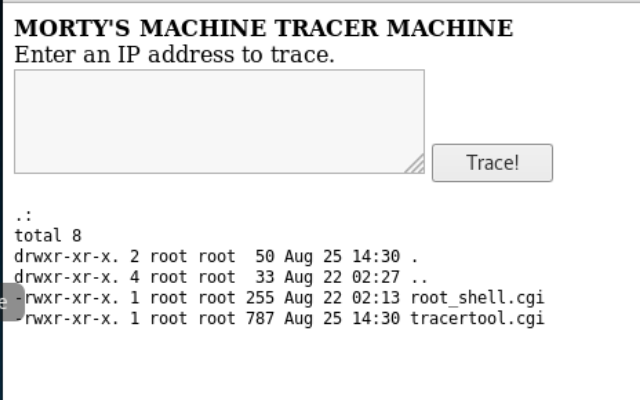 MORTY'S MACHINE TRACER MACHINE
Enter an IP address to trace.
Trace!
.:
total 8
drwxr-xr-x. 2 root root  50 Aug 25 14:30 .
drwxr-xr-x. 4 root root  33 Aug 22 02:27 ..
e
-rwxr-xr-x. 1 root root 255 Aug 22 02:13 root_shell.cgi
-rwxr-xr-x. 1 root root 787 Aug 25 14:30 tracertool.cgi